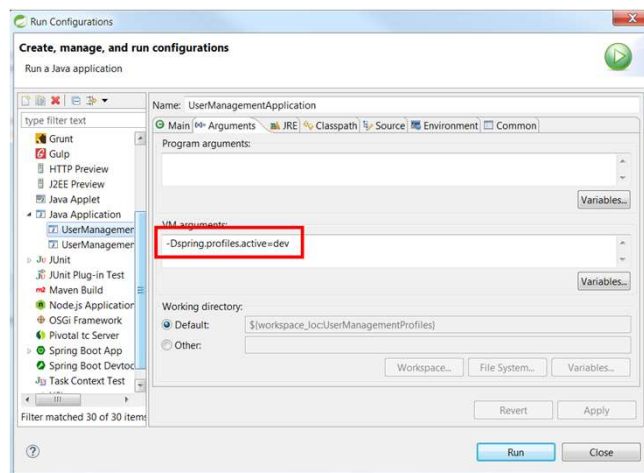 Run Configurations
Create, manage, and run configurations
Run a Java application
type filter text
Grunt
Gulp
HTTP Preview
J2EE Preview
Java Applet
Java Application
UserManagemer
UserManagemer
JUnit
JUnit Plug-in Test
Maven Build
Node.js Application
OSGi Framework
Pivotal tc Server
Spring Boot App
Spring Boot Devtoc
Task Context Test
Filter matched 30 of 30 items
Name: UserManagementApplication
Main Arguments JRE Classpath Source Environment Common
Program arguments:
Variables...
VM arguments:
-Dspring.profiles.active=dev
Variables...
Working directory:
Default: ${workspace_loc:UserManagementProfiles}
Other:
Workspace... File System... Variables...
Revert Apply
? Run Close